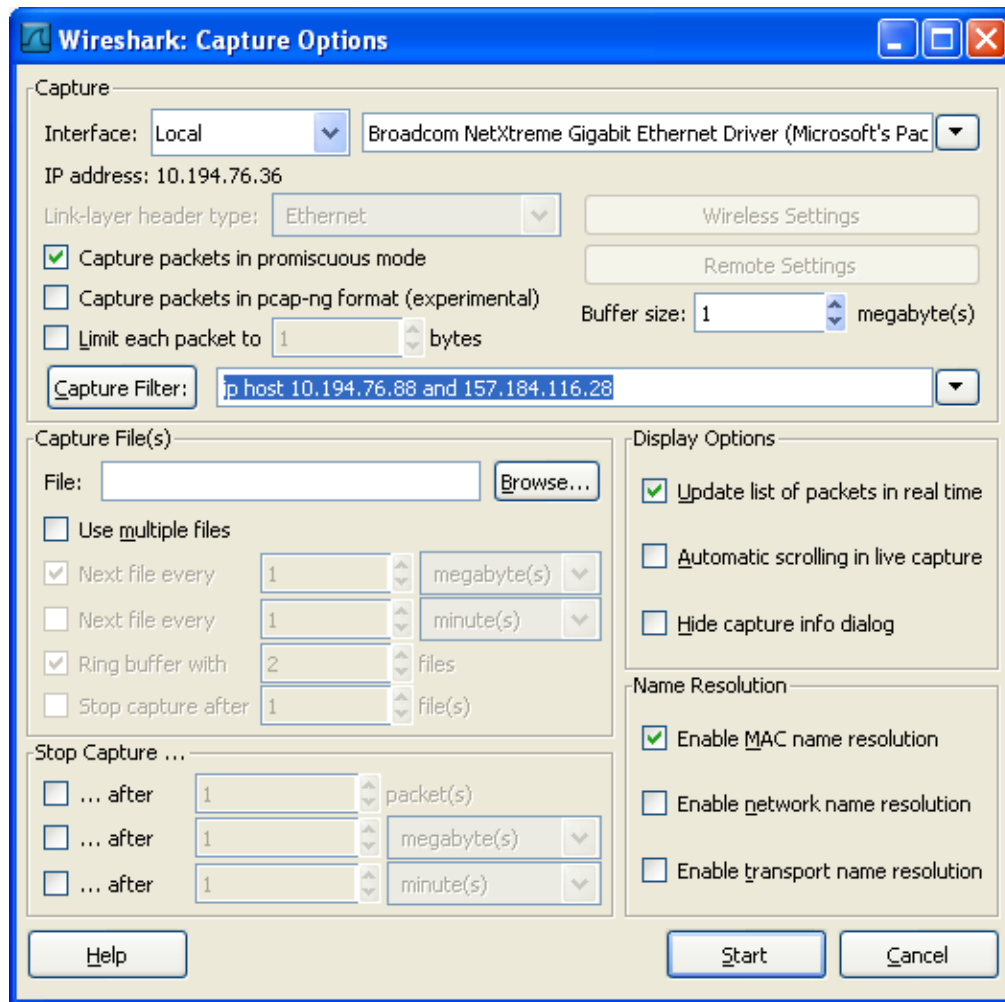 Wireshark: Capture Options
Capture
Interface: Local Broadcom NetXtreme Gigabit Ethernet Driver (Microsoft's Pac
IP address: 10.194.76.36
Link-layer header type: Ethernet Wireless Settings
Capture packets in promiscuous mode Remote Settings
Capture packets in pcap-ng format (experimental) Buffer size: 1 megabyte(s)
Limit each packet to 1 bytes
Capture Filter: ip host 10.194.76.88 and 157.184.116.28
Capture File(s)
File: Browse...
Use multiple files
Next file every 1 megabyte(s)
Next file every 1 minute(s)
Ring buffer with 2 files
Stop capture after 1 file(s)
Display Options
Update list of packets in real time
Automatic scrolling in live capture
Hide capture info dialog
Stop Capture ...
... after 1 packet(s)
... after 1 megabyte(s)
... after 1 minute(s)
Name Resolution
Enable MAC name resolution
Enable network name resolution
Enable transport name resolution
Help Start Cancel